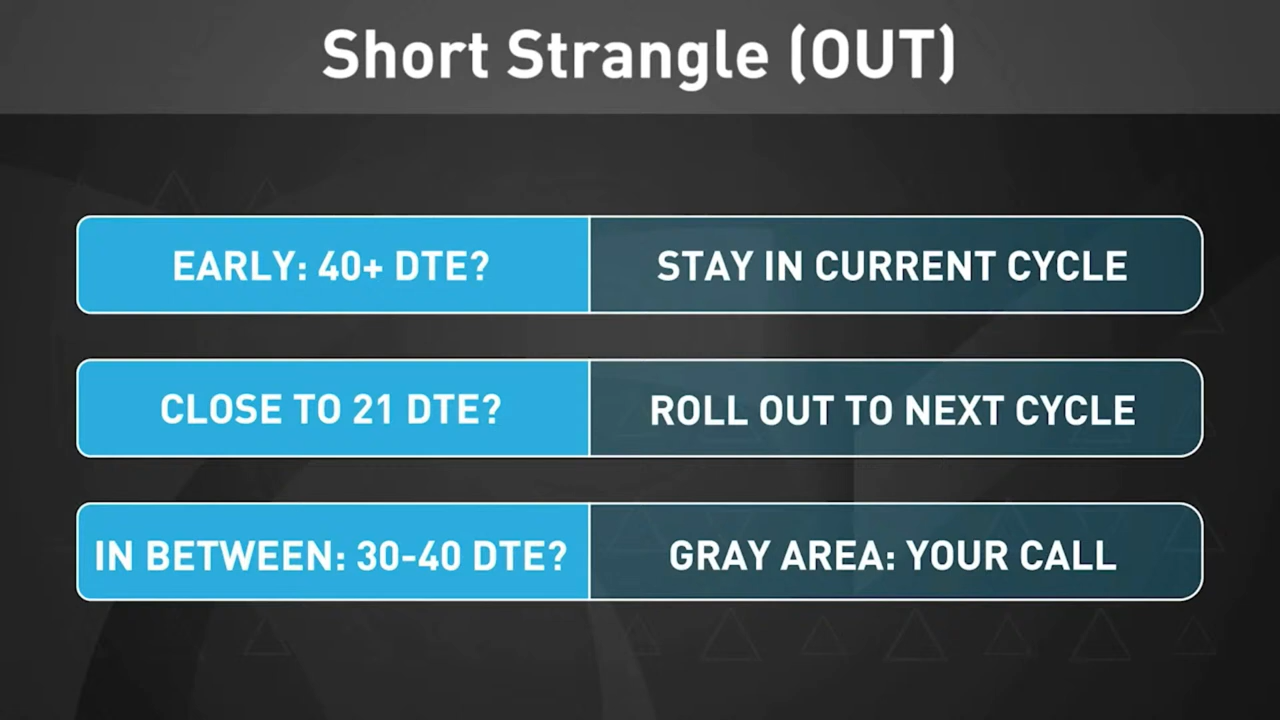 Short Strangle (OUT)
EARLY: 40+ DTE?
STAY IN CURRENT CYCLE
CLOSE TO 21 DTE?
ROLL OUT TO NEXT CYCLE
IN BETWEEN: 30-40 DTE?
GRAY AREA: YOUR CALL